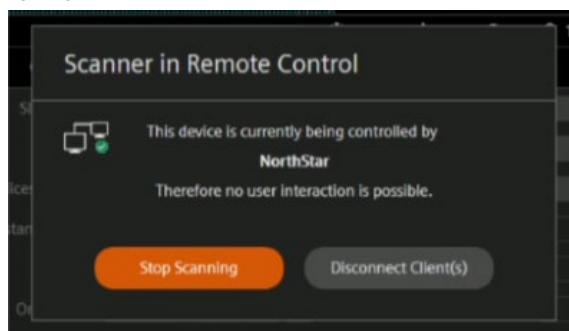 Scanner in Remote Control
This device is currently being controlled by
NorthStar
Therefore no user interaction is possible.
Stop Scanning
Disconnect Client(s)